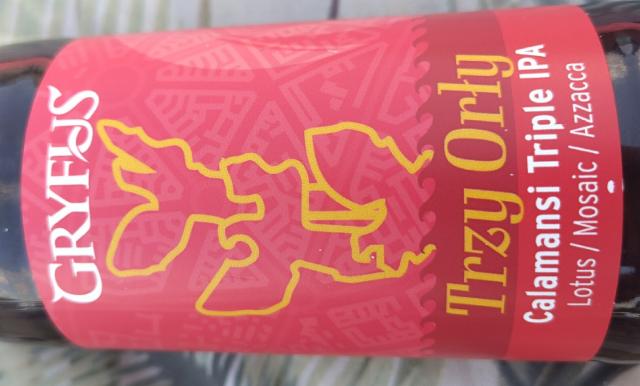 GRYFUS
Trzy Orły
Calamansi Triple IPA
Lotus / Mosaic / Azzacca